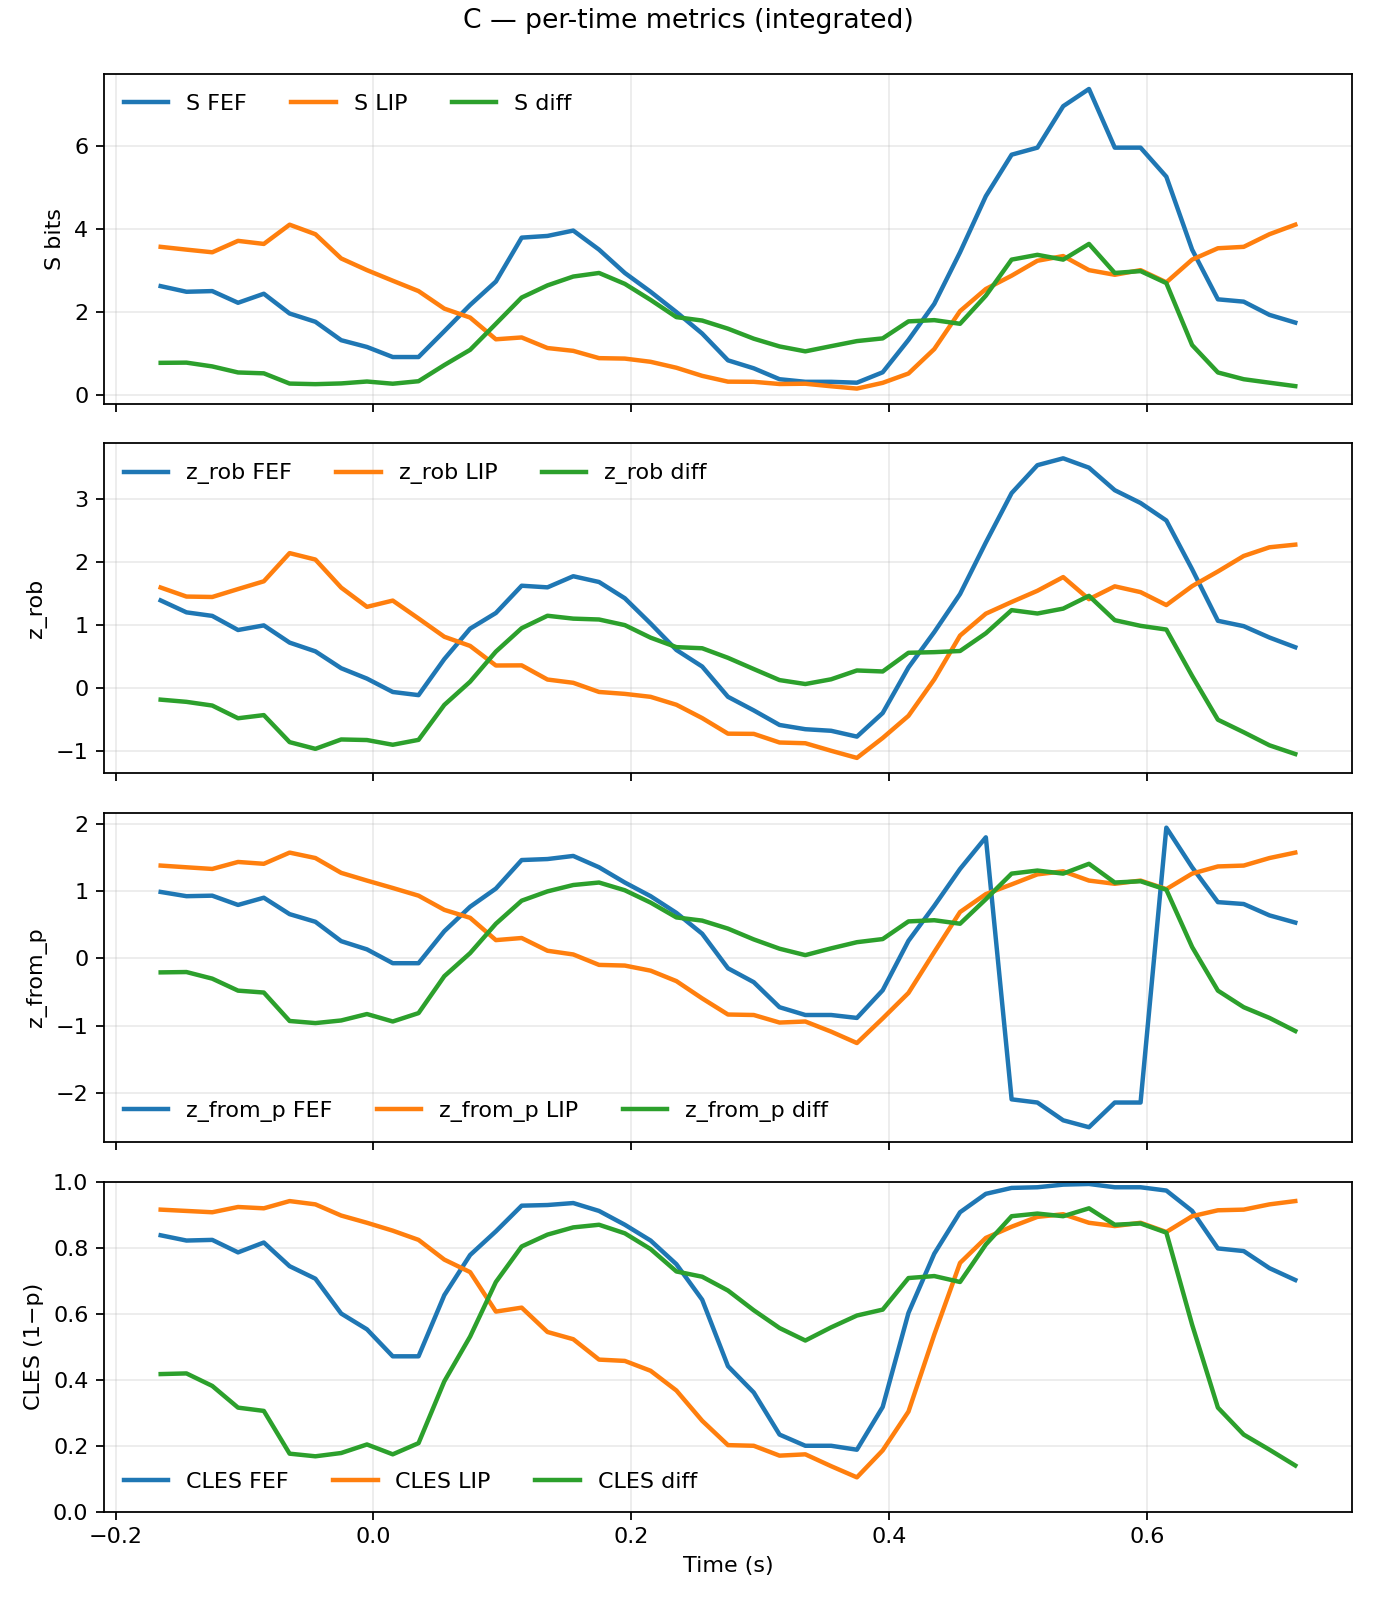 C — per-time metrics (integrated)
S FEF S LIP S diff
S bits
6
4
2
0
z_rob FEF z_rob LIP z_rob diff
z_rob
3
2
1
0
−1
z_from_p
2
1
0
−1
−2
z_from_p FEF z_from_p LIP z_from_p diff
CLES (1−p)
1.0
0.8
0.6
0.4
0.2
0.0
CLES FEF CLES LIP CLES diff
−0.2 0.0 0.2 0.4 0.6
Time (s)